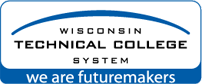 WISCONSIN
TECHNICAL COLLEGE
SYSTEM
we are futuremakers